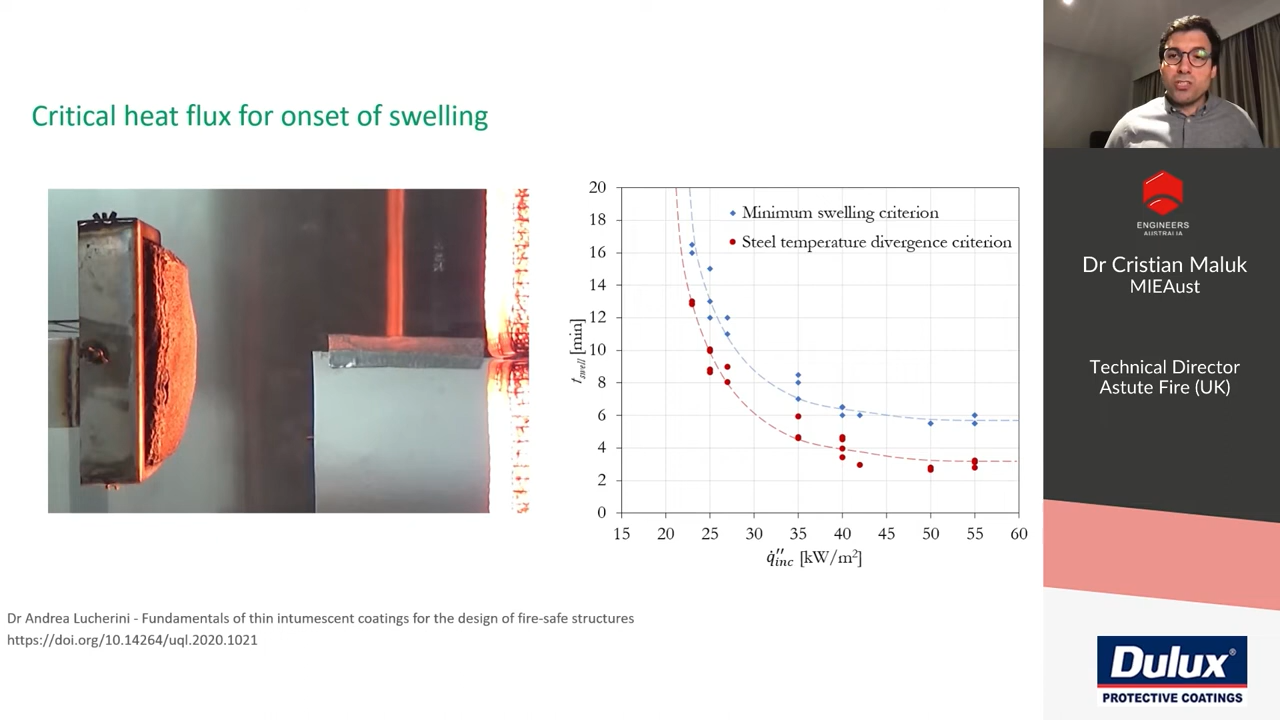 Critical heat flux for onset of swelling
20
18
16
14
12
10
8
6
4
2
0
t_swell [min]
Minimum swelling criterion
Steel temperature divergence criterion
15 20 25 30 35 40 45 50 55 60
q̇″inc [kW/m²]
Dr Andrea Lucherini - Fundamentals of thin intumescent coatings for the design of fire-safe structures
https://doi.org/10.14264/uql.2020.1021
ENGINEERS
AUSTRALIA
Dr Cristian Maluk
MIEAust
Technical Director
Astute Fire (UK)
Dulux®
PROTECTIVE COATINGS